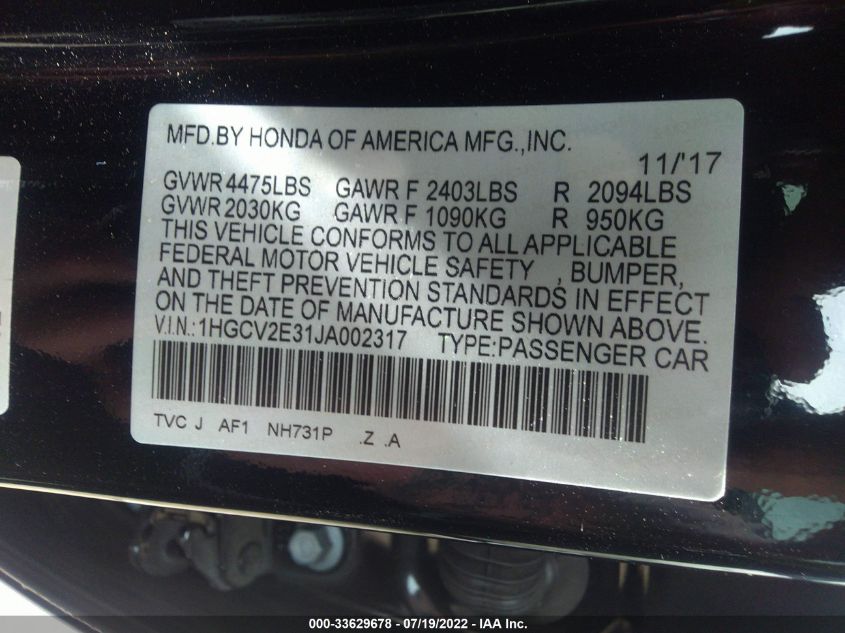 MFD.BY HONDA OF AMERICA MFG.,INC.
11/'17
GVWR 4475LBS GAWR F 2403LBS R 2094LBS
GVWR 2030KG GAWR F 1090KG R 950KG
THIS VEHICLE CONFORMS TO ALL APPLICABLE
FEDERAL MOTOR VEHICLE SAFETY , BUMPER,
AND THEFT PREVENTION STANDARDS IN EFFECT
ON THE DATE OF MANUFACTURE SHOWN ABOVE.
V.I.N.:1HGCV2E31JA002317 TYPE:PASSENGER CAR
TVC J AF1 NH731P .Z .A
000-33629678 - 07/19/2022 - IAA Inc.